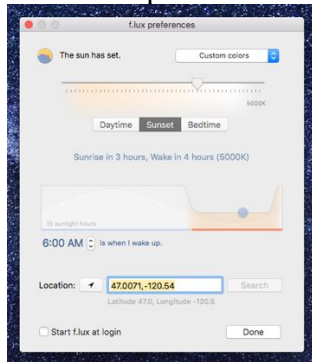 f.lux preferences
The sun has set.
Custom colors
5000K
Daytime Sunset Bedtime
Sunrise in 3 hours, Wake in 4 hours (5000K)
15 sunlight hours
6:00 AM is when I wake up.
Location: 47.0071,-120.54 Search
Latitude 47.0, Longitude -120.5
Start f.lux at login Done